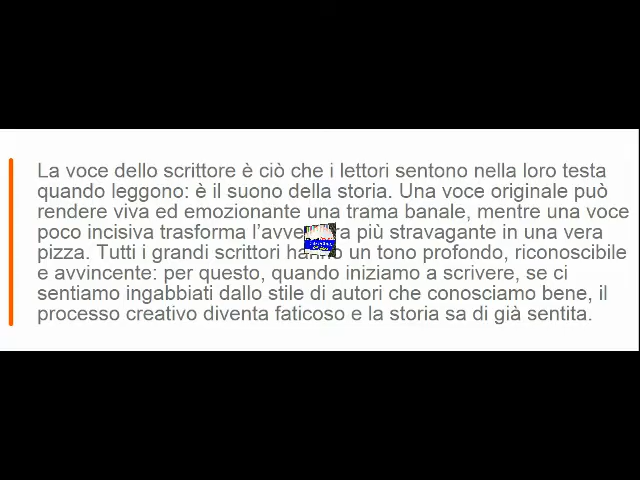 La voce dello scrittore è ciò che i lettori sentono nella loro testa
quando leggono: è il suono della storia. Una voce originale può
rendere viva ed emozionante una trama banale, mentre una voce
poco incisiva trasforma l'avventura più stravagante in una vera
pizza. Tutti i grandi scrittori hanno un tono profondo, riconoscibile
e avvincente: per questo, quando iniziamo a scrivere, se ci
sentiamo ingabbiati dallo stile di autori che conosciamo bene, il
processo creativo diventa faticoso e la storia sa di già sentita.